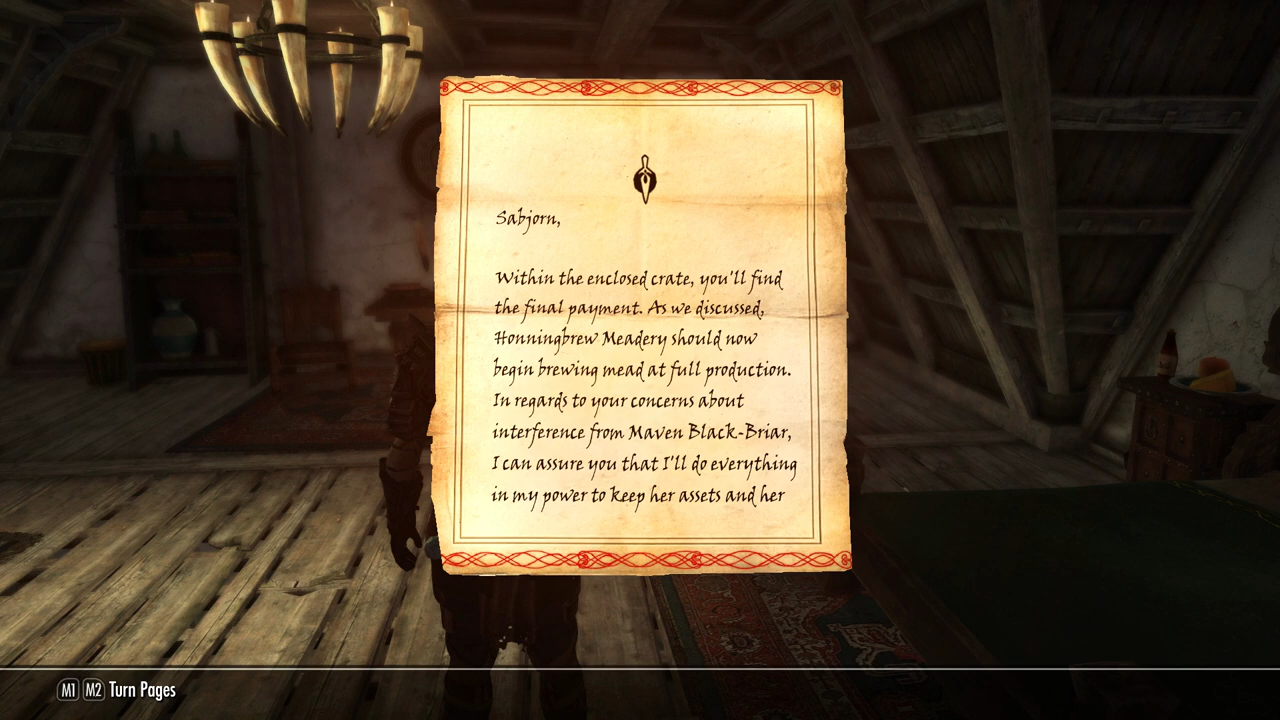 Sabjorn,
Within the enclosed crate, you'll find
the final payment. As we discussed,
Honningbrew Meadery should now
begin brewing mead at full production.
In regards to your concerns about
interference from Maven Black-Briar,
I can assure you that I'll do everything
in my power to keep her assets and her
M1 M2 Turn Pages